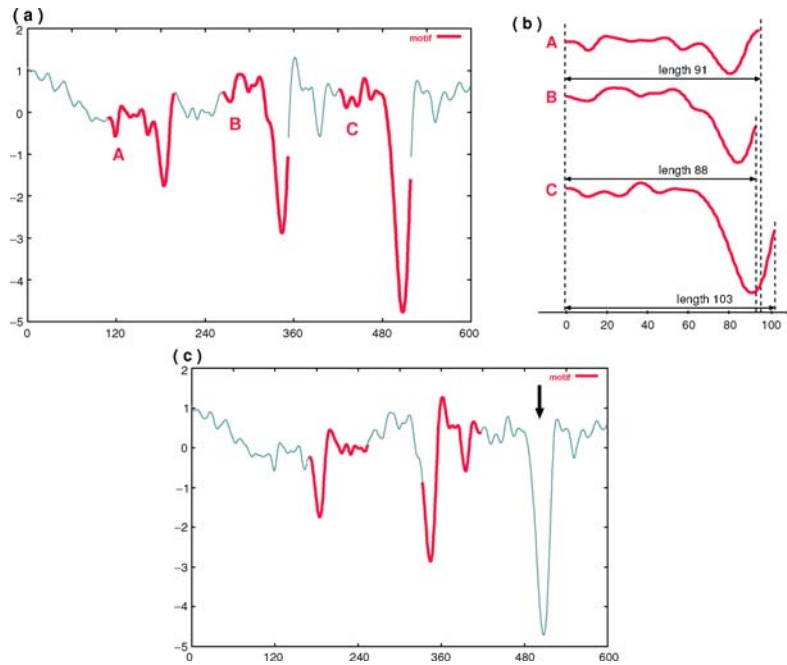 ( a )
motif
2
1
0
−1
−2
−3
−4
−5
A
B
C
0 120 240 360 480 600
( b )
A
length 91
B
length 88
C
length 103
0 20 40 60 80 100
( c )
motif
2
1
0
−1
−2
−3
−4
−5
0 120 240 360 480 600